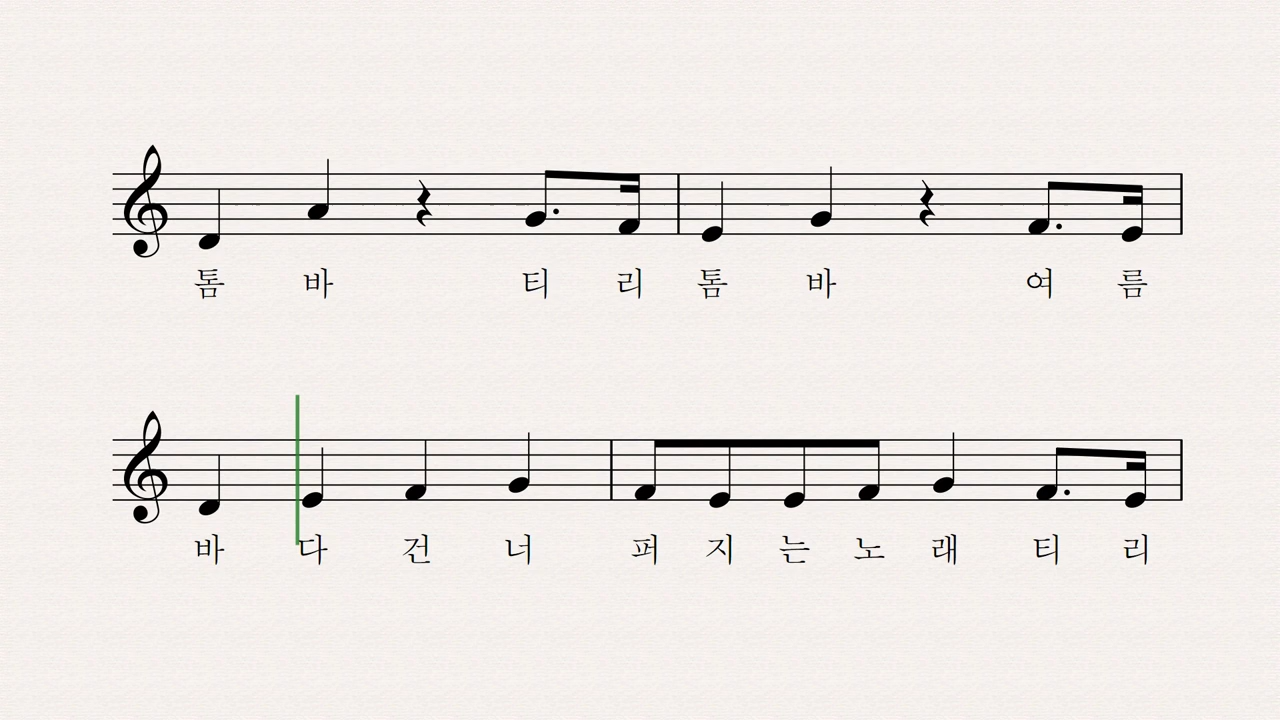 톰 바 티 리 톰 바 여 름
바 다 건 너 퍼 지 는 노 래 티 리